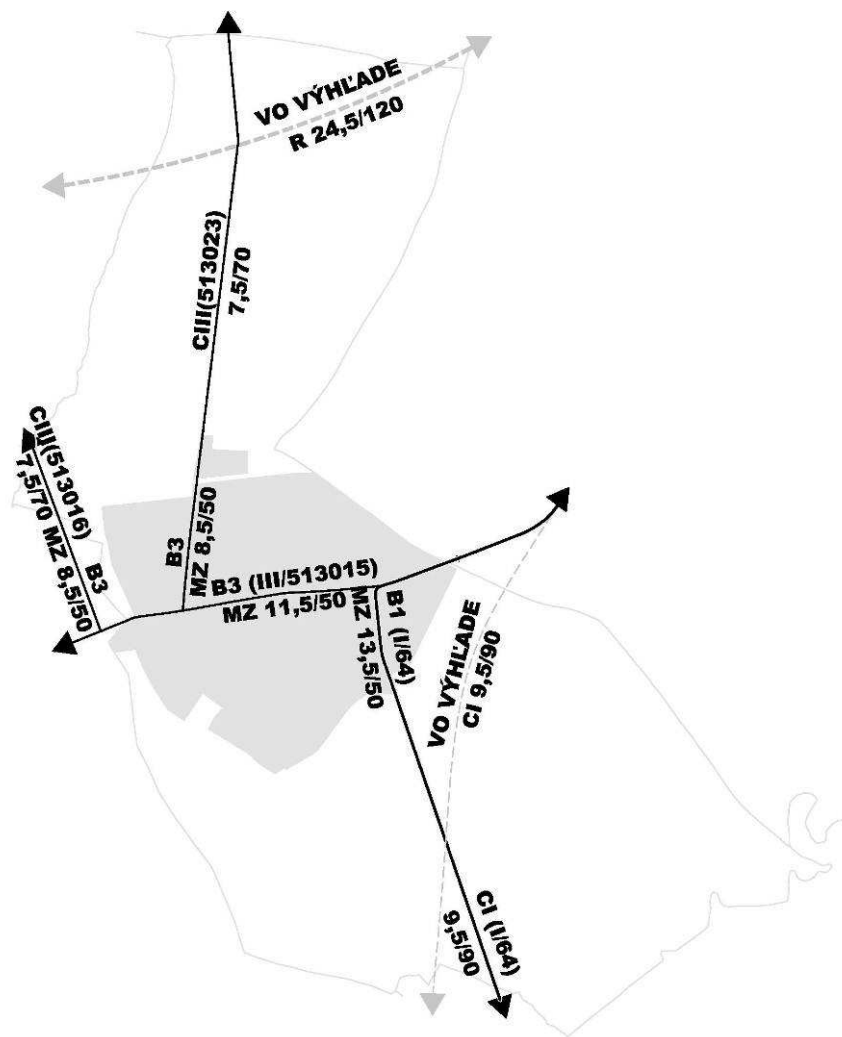 VO VÝHĽADE
R 24,5/120
CIII(513023)
7,5/70
CIII(513016)
7,5/70 MZ 8,5/50
B3
B3
MZ 8,5/50
B3 (III/513015)
MZ 11,5/50
B1 (I/64)
MZ 13,5/50
VO VÝHĽADE
CI 9,5/90
CI (I/64)
9,5/90